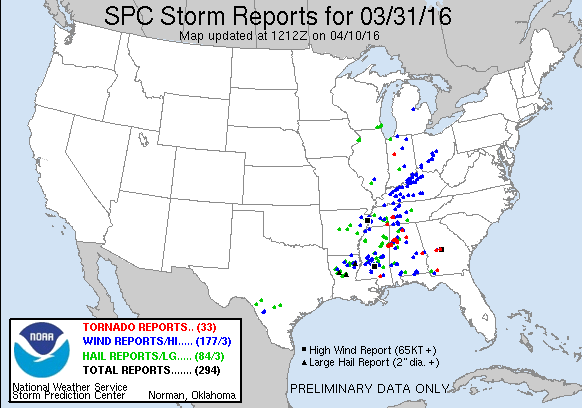 SPC Storm Reports for 03/31/16
Map updated at 1212Z on 04/10/16
TORNADO REPORTS.. (33)
WIND REPORTS/HI..... (177/3)
HAIL REPORTS/LG..... (84/3)
TOTAL REPORTS....... (294)
NOAA
National Weather Service
Storm Prediction Center Norman, Oklahoma
High Wind Report (65KT +)
Large Hail Report (2" dia. +)
PRELIMINARY DATA ONLY